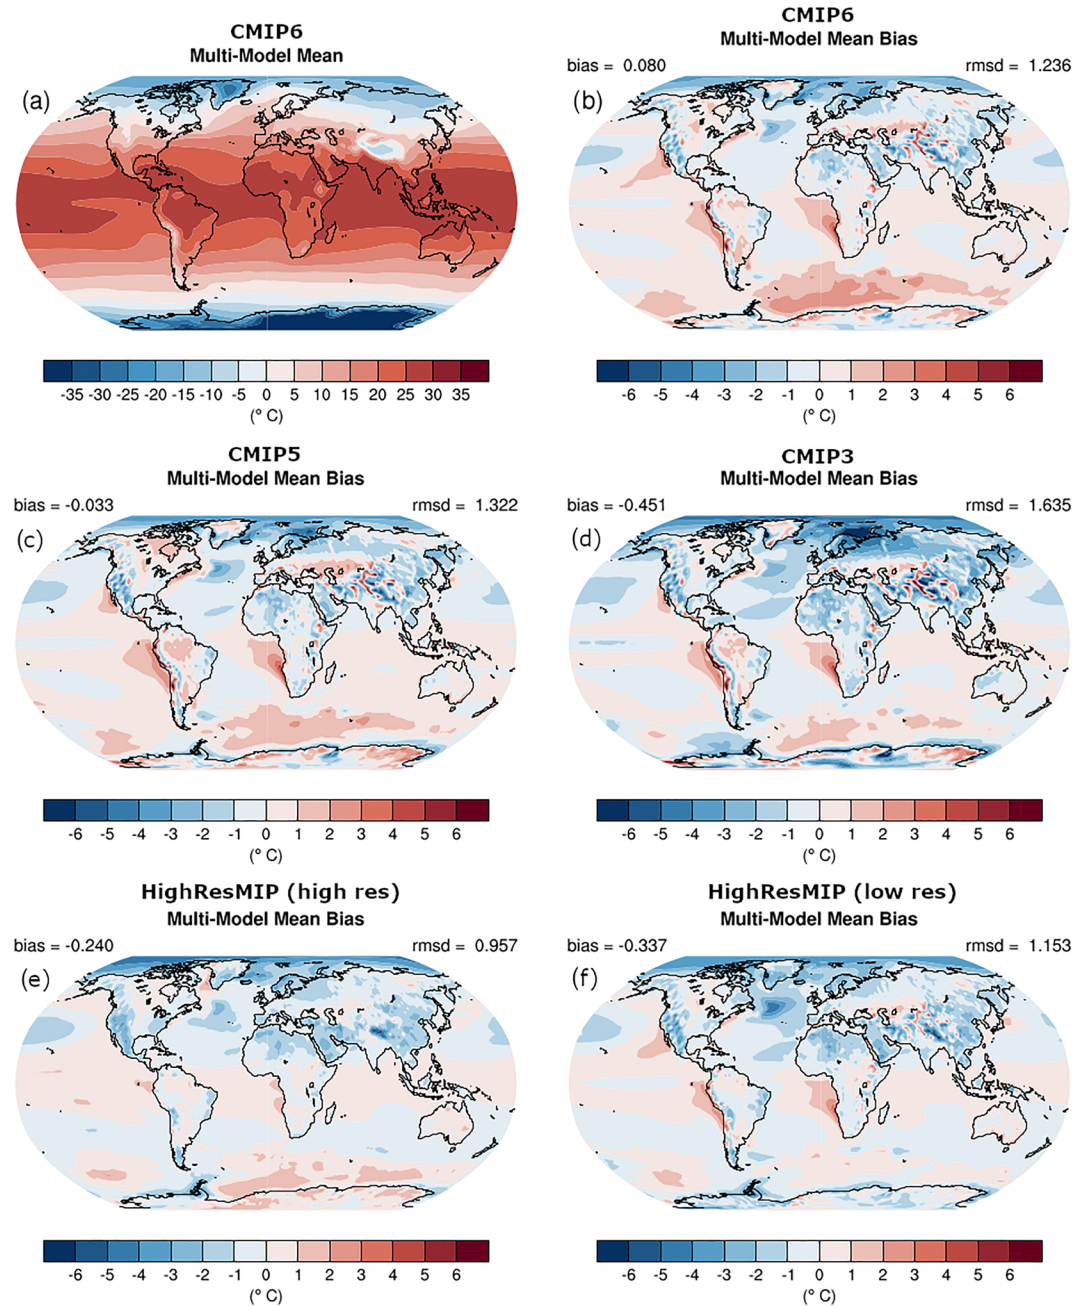 CMIP6
Multi-Model Mean
(a)
-35 -30 -25 -20 -15 -10 -5 0 5 10 15 20 25 30 35
(° C)
CMIP6
Multi-Model Mean Bias
bias = 0.080 rmsd = 1.236
(b)
-6 -5 -4 -3 -2 -1 0 1 2 3 4 5 6
(° C)
CMIP5
Multi-Model Mean Bias
bias = -0.033 rmsd = 1.322
(c)
-6 -5 -4 -3 -2 -1 0 1 2 3 4 5 6
(° C)
CMIP3
Multi-Model Mean Bias
bias = -0.451 rmsd = 1.635
(d)
-6 -5 -4 -3 -2 -1 0 1 2 3 4 5 6
(° C)
HighResMIP (high res)
Multi-Model Mean Bias
bias = -0.240 rmsd = 0.957
(e)
-6 -5 -4 -3 -2 -1 0 1 2 3 4 5 6
(° C)
HighResMIP (low res)
Multi-Model Mean Bias
bias = -0.337 rmsd = 1.153
(f)
-6 -5 -4 -3 -2 -1 0 1 2 3 4 5 6
(° C)